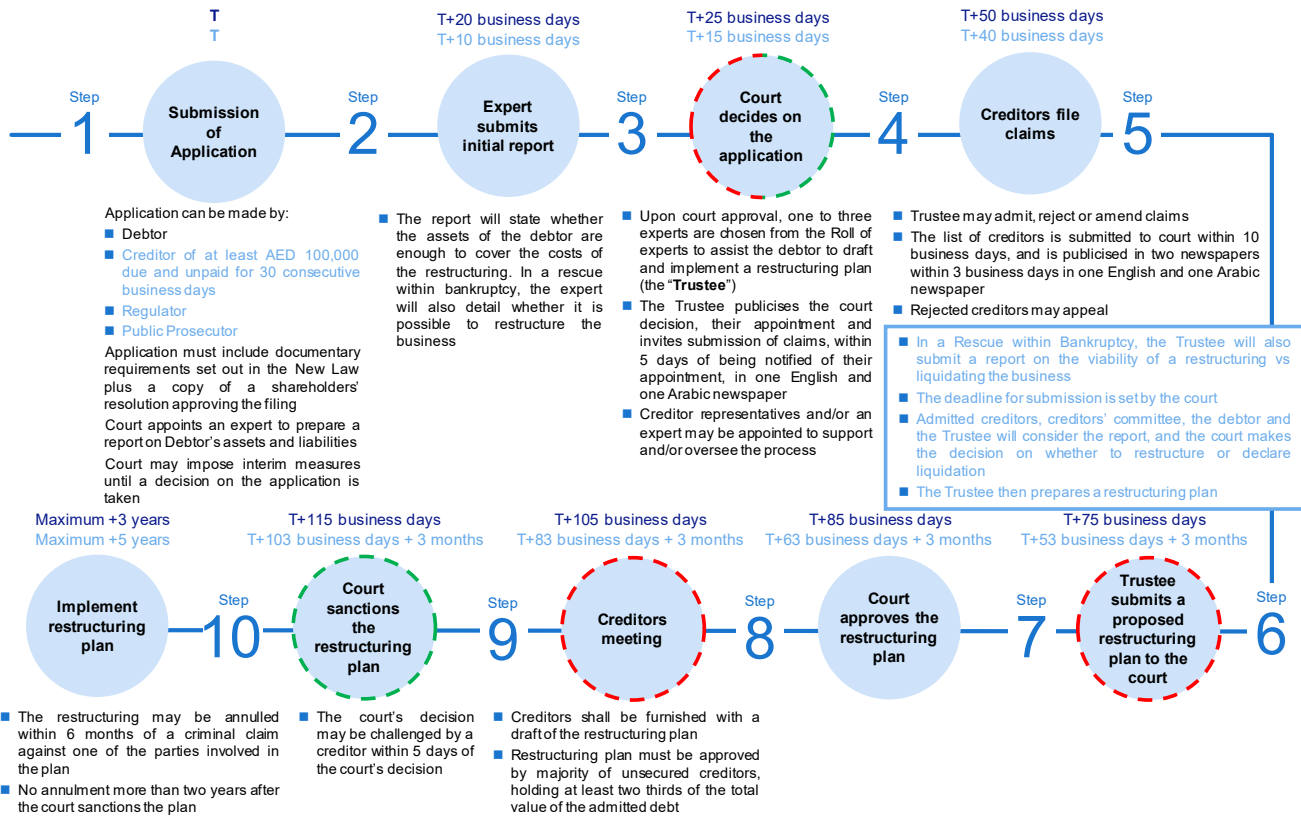 T
T
Step
1
Submission
of
Application
Application can be made by:
Debtor
Creditor of at least AED 100,000
due and unpaid for 30 consecutive
business days
Regulator
Public Prosecutor
Application must include documentary
requirements set out in the New Law
plus a copy of a shareholders'
resolution approving the filing
Court appoints an expert to prepare a
report on Debtor's assets and liabilities
Court may impose interim measures
until a decision on the application is
taken
T+20 business days
T+10 business days
Step
2
Expert
submits
initial report
The report will state whether
the assets of the debtor are
enough to cover the costs of
the restructuring. In a rescue
within bankruptcy, the expert
will also detail whether it is
possible to restructure the
business
T+25 business days
T+15 business days
Step
3
Court
decides on
the
application
Upon court approval, one to three
experts are chosen from the Roll of
experts to assist the debtor to draft
and implement a restructuring plan
(the “Trustee”)
The Trustee publicises the court
decision, their appointment and
invites submission of claims, within
5 days of being notified of their
appointment, in one English and
one Arabic newspaper
Creditor representatives and/or an
expert may be appointed to support
and/or oversee the process
T+50 business days
T+40 business days
Step
4
Creditors file
claims
Step
5
Trustee may admit, reject or amend claims
The list of creditors is submitted to court within 10
business days, and is publicised in two newspapers
within 3 business days in one English and one Arabic
newspaper
Rejected creditors may appeal
In a Rescue within Bankruptcy, the Trustee will also
submit a report on the viability of a restructuring vs
liquidating the business
The deadline for submission is set by the court
Admitted creditors, creditors' committee, the debtor and
the Trustee will consider the report, and the court makes
the decision on whether to restructure or declare
liquidation
The Trustee then prepares a restructuring plan
T+75 business days
T+53 business days + 3 months
Step
6
Trustee
submits a
proposed
restructuring
plan to the
court
T+85 business days
T+63 business days + 3 months
Step
7
Court
approves the
restructuring
plan
T+105 business days
T+83 business days + 3 months
Step
8
Creditors
meeting
Creditors shall be furnished with a
draft of the restructuring plan
Restructuring plan must be approved
by majority of unsecured creditors,
holding at least two thirds of the total
value of the admitted debt
T+115 business days
T+103 business days + 3 months
Step
9
Court
sanctions
the
restructuring
plan
The court's decision
may be challenged by a
creditor within 5 days of
the court's decision
Maximum +3 years
Maximum +5 years
Step
10
Implement
restructuring
plan
The restructuring may be annulled
within 6 months of a criminal claim
against one of the parties involved in
the plan
No annulment more than two years after
the court sanctions the plan